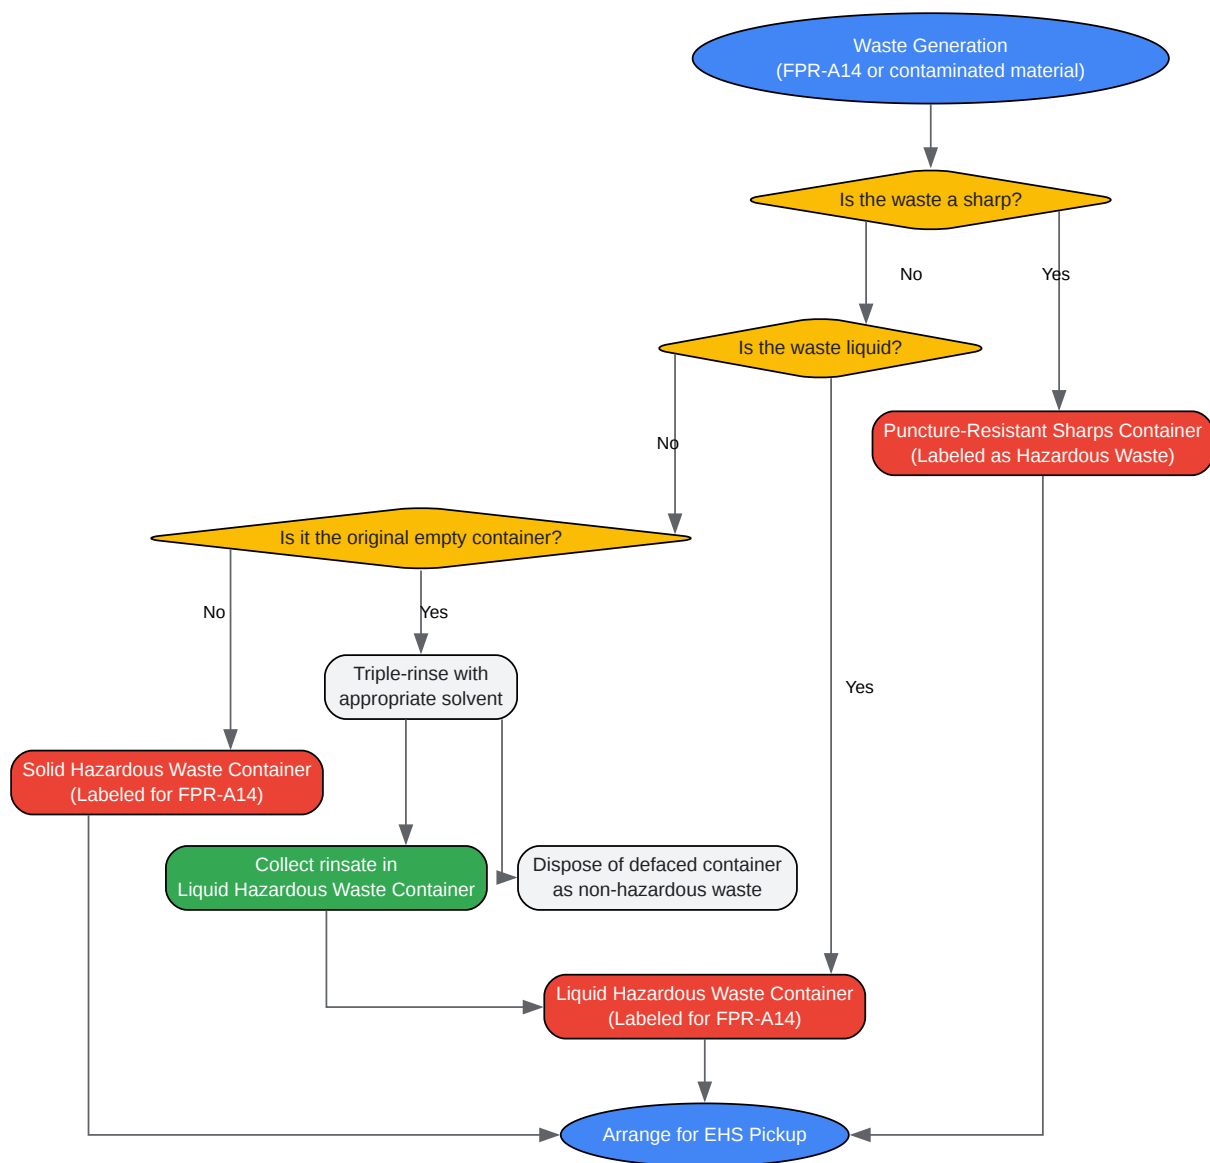 Waste Generation
(FPR-A14 or contaminated material)
Is the waste a sharp?
No
Yes
Is the waste liquid?
Puncture-Resistant Sharps Container
(Labeled as Hazardous Waste)
No
Is it the original empty container?
No
Yes
Triple-rinse with
appropriate solvent
Yes
Solid Hazardous Waste Container
(Labeled for FPR-A14)
Collect rinsate in
Liquid Hazardous Waste Container
Dispose of defaced container
as non-hazardous waste
Liquid Hazardous Waste Container
(Labeled for FPR-A14)
Arrange for EHS Pickup